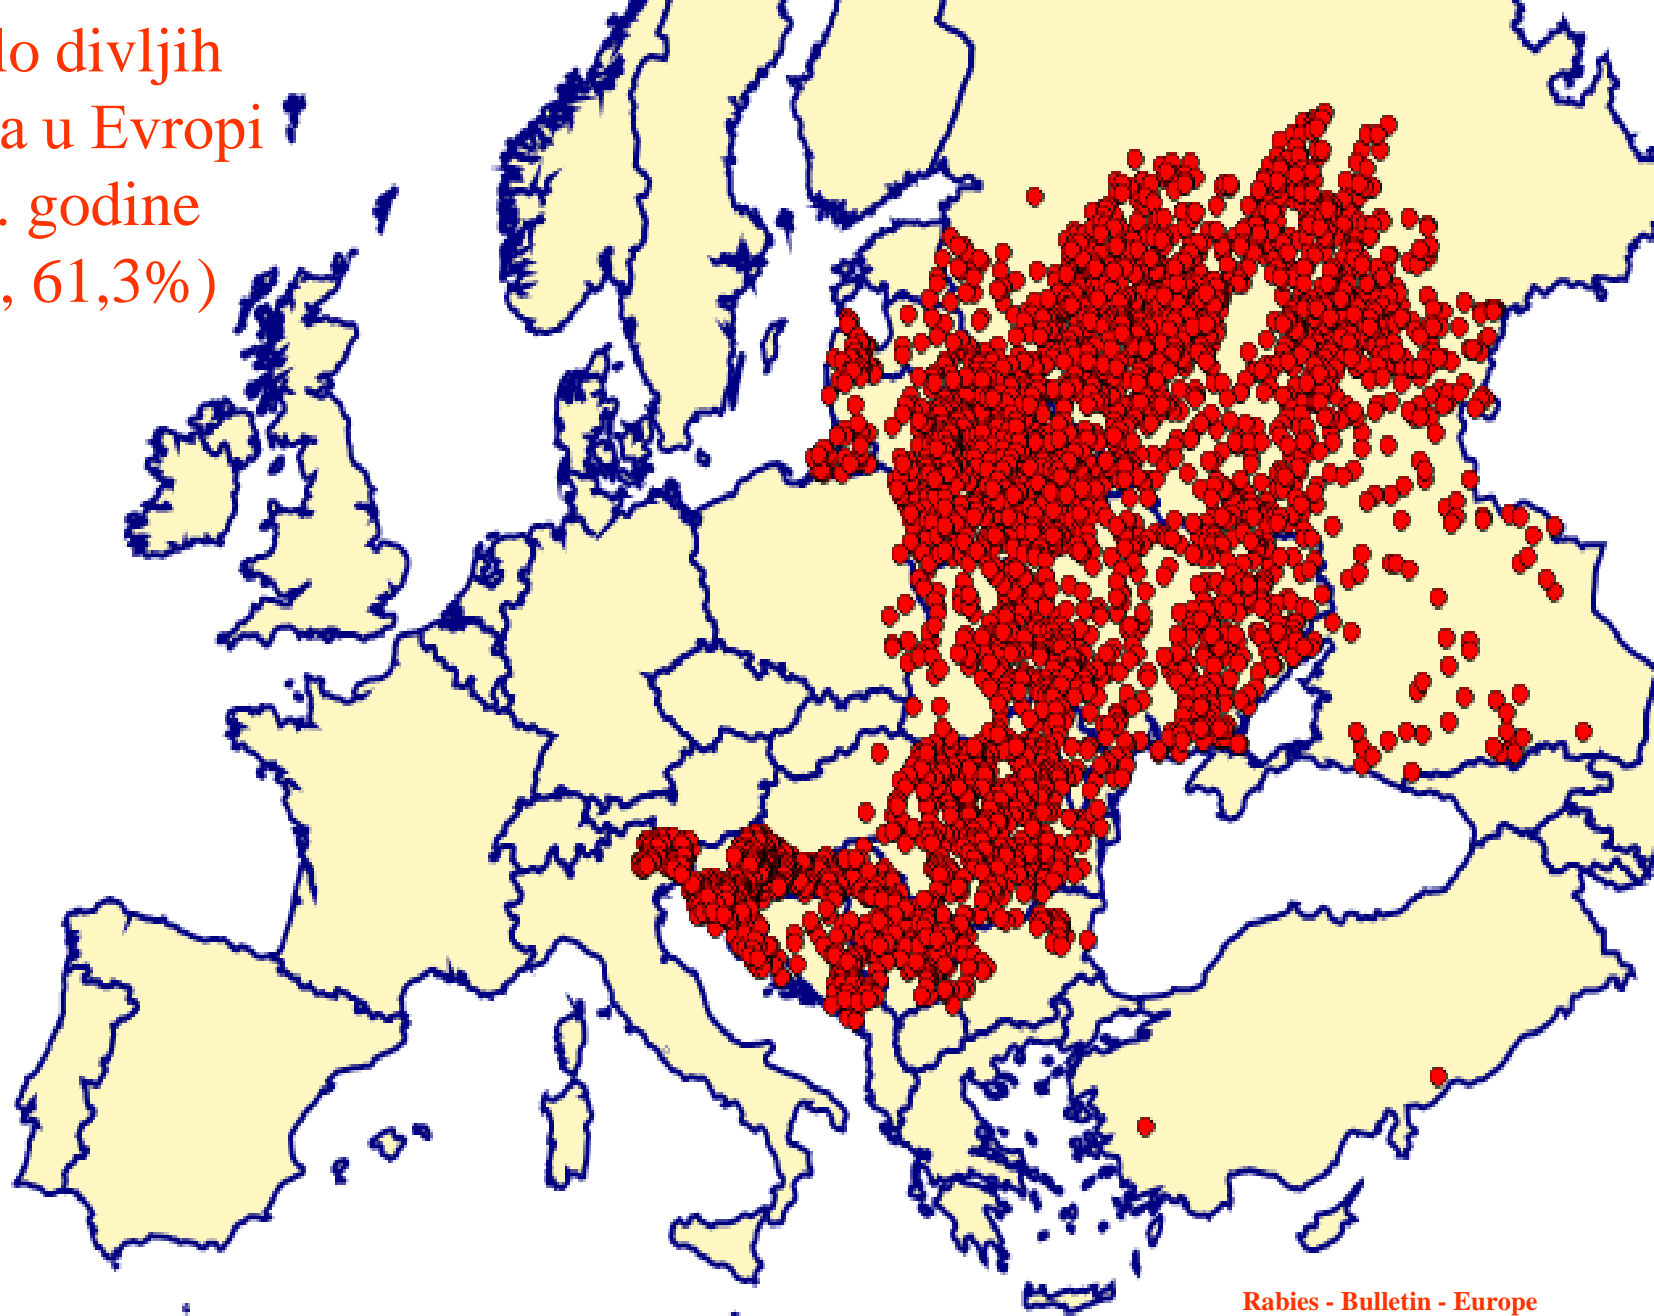 lo divljih
a u Evropi
. godine
, 61,3%)
Rabies - Bulletin - Europe